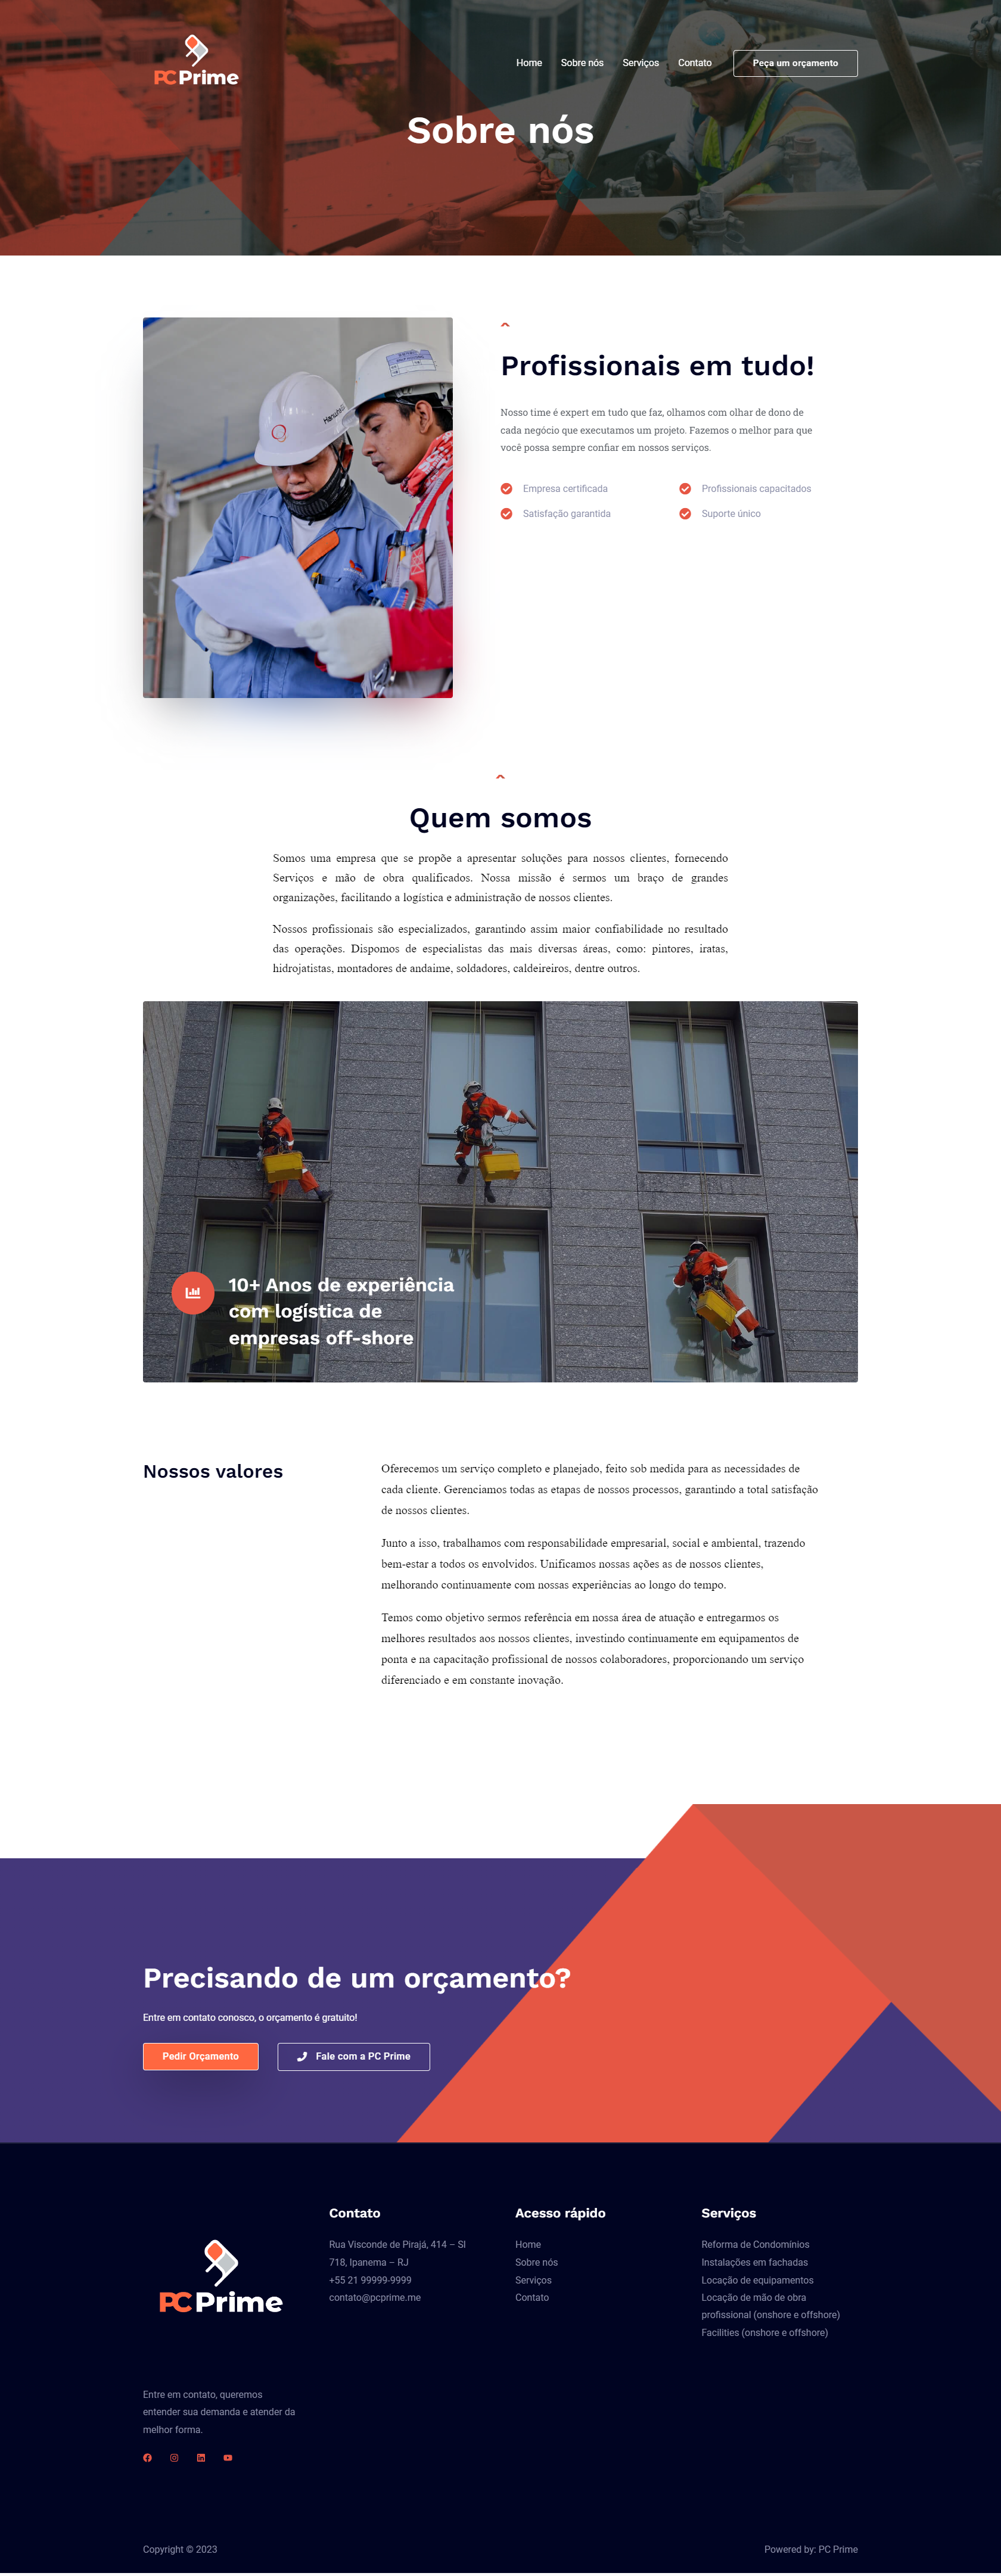 PC Prime
Home Sobre nós Serviços Contato Peça um orçamento
Sobre nós
Profissionais em tudo!
Nosso time é expert em tudo que faz, olhamos com olhar de dono de
cada negócio que executamos um projeto. Fazemos o melhor para que
você possa sempre confiar em nossos serviços.
Empresa certificada
Profissionais capacitados
Satisfação garantida
Suporte único
Quem somos
Somos uma empresa que se propõe a apresentar soluções para nossos clientes, fornecendo
Serviços e mão de obra qualificados. Nossa missão é sermos um braço de grandes
organizações, facilitando a logística e administração de nossos clientes.
Nossos profissionais são especializados, garantindo assim maior confiabilidade no resultado
das operações. Dispomos de especialistas das mais diversas áreas, como: pintores, iratas,
hidrojatistas, montadores de andaime, soldadores, caldeireiros, dentre outros.
10+ Anos de experiência
com logística de
empresas off-shore
Nossos valores
Oferecemos um serviço completo e planejado, feito sob medida para as necessidades de
cada cliente. Gerenciamos todas as etapas de nossos processos, garantindo a total satisfação
de nossos clientes.
Junto a isso, trabalhamos com responsabilidade empresarial, social e ambiental, trazendo
bem-estar a todos os envolvidos. Unificamos nossas ações as de nossos clientes,
melhorando continuamente com nossas experiências ao longo do tempo.
Temos como objetivo sermos referência em nossa área de atuação e entregarmos os
melhores resultados aos nossos clientes, investindo continuamente em equipamentos de
ponta e na capacitação profissional de nossos colaboradores, proporcionando um serviço
diferenciado e em constante inovação.
Precisando de um orçamento?
Entre em contato conosco, o orçamento é gratuito!
Pedir Orçamento
Fale com a PC Prime
PC Prime
Entre em contato, queremos
entender sua demanda e atender da
melhor forma.
Contato
Rua Visconde de Pirajá, 414 – Sl
718, Ipanema – RJ
+55 21 99999-9999
contato@pcprime.me
Acesso rápido
Home
Sobre nós
Serviços
Contato
Serviços
Reforma de Condomínios
Instalações em fachadas
Locação de equipamentos
Locação de mão de obra
profissional (onshore e offshore)
Facilities (onshore e offshore)
Copyright © 2023
Powered by: PC Prime